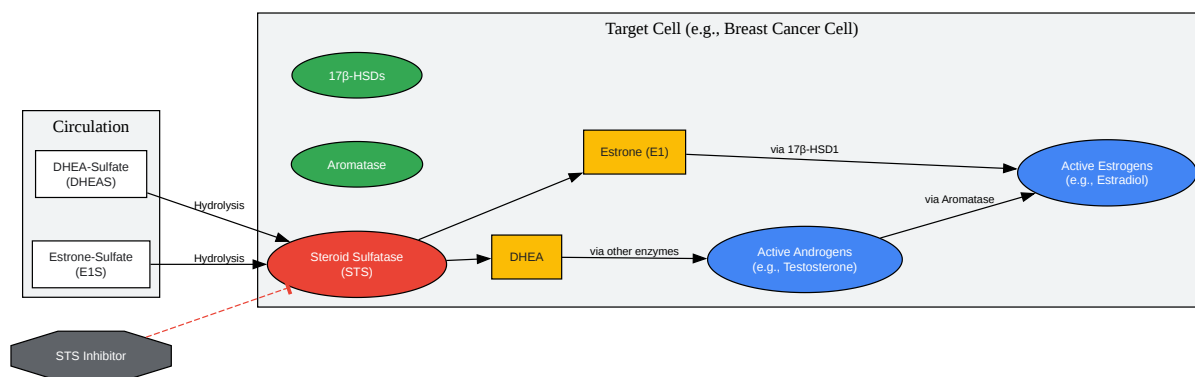 Target Cell (e.g., Breast Cancer Cell)
17β-HSDs
Circulation
Estrone (E1)
via 17β-HSD1
Aromatase
DHEA-Sulfate
(DHEAS)
Active Estrogens
(e.g., Estradiol)
Hydrolysis
via Aromatase
Estrone-Sulfate
(E1S)
Hydrolysis
Steroid Sulfatase
(STS)
DHEA
via other enzymes
Active Androgens
(e.g., Testosterone)
STS Inhibitor